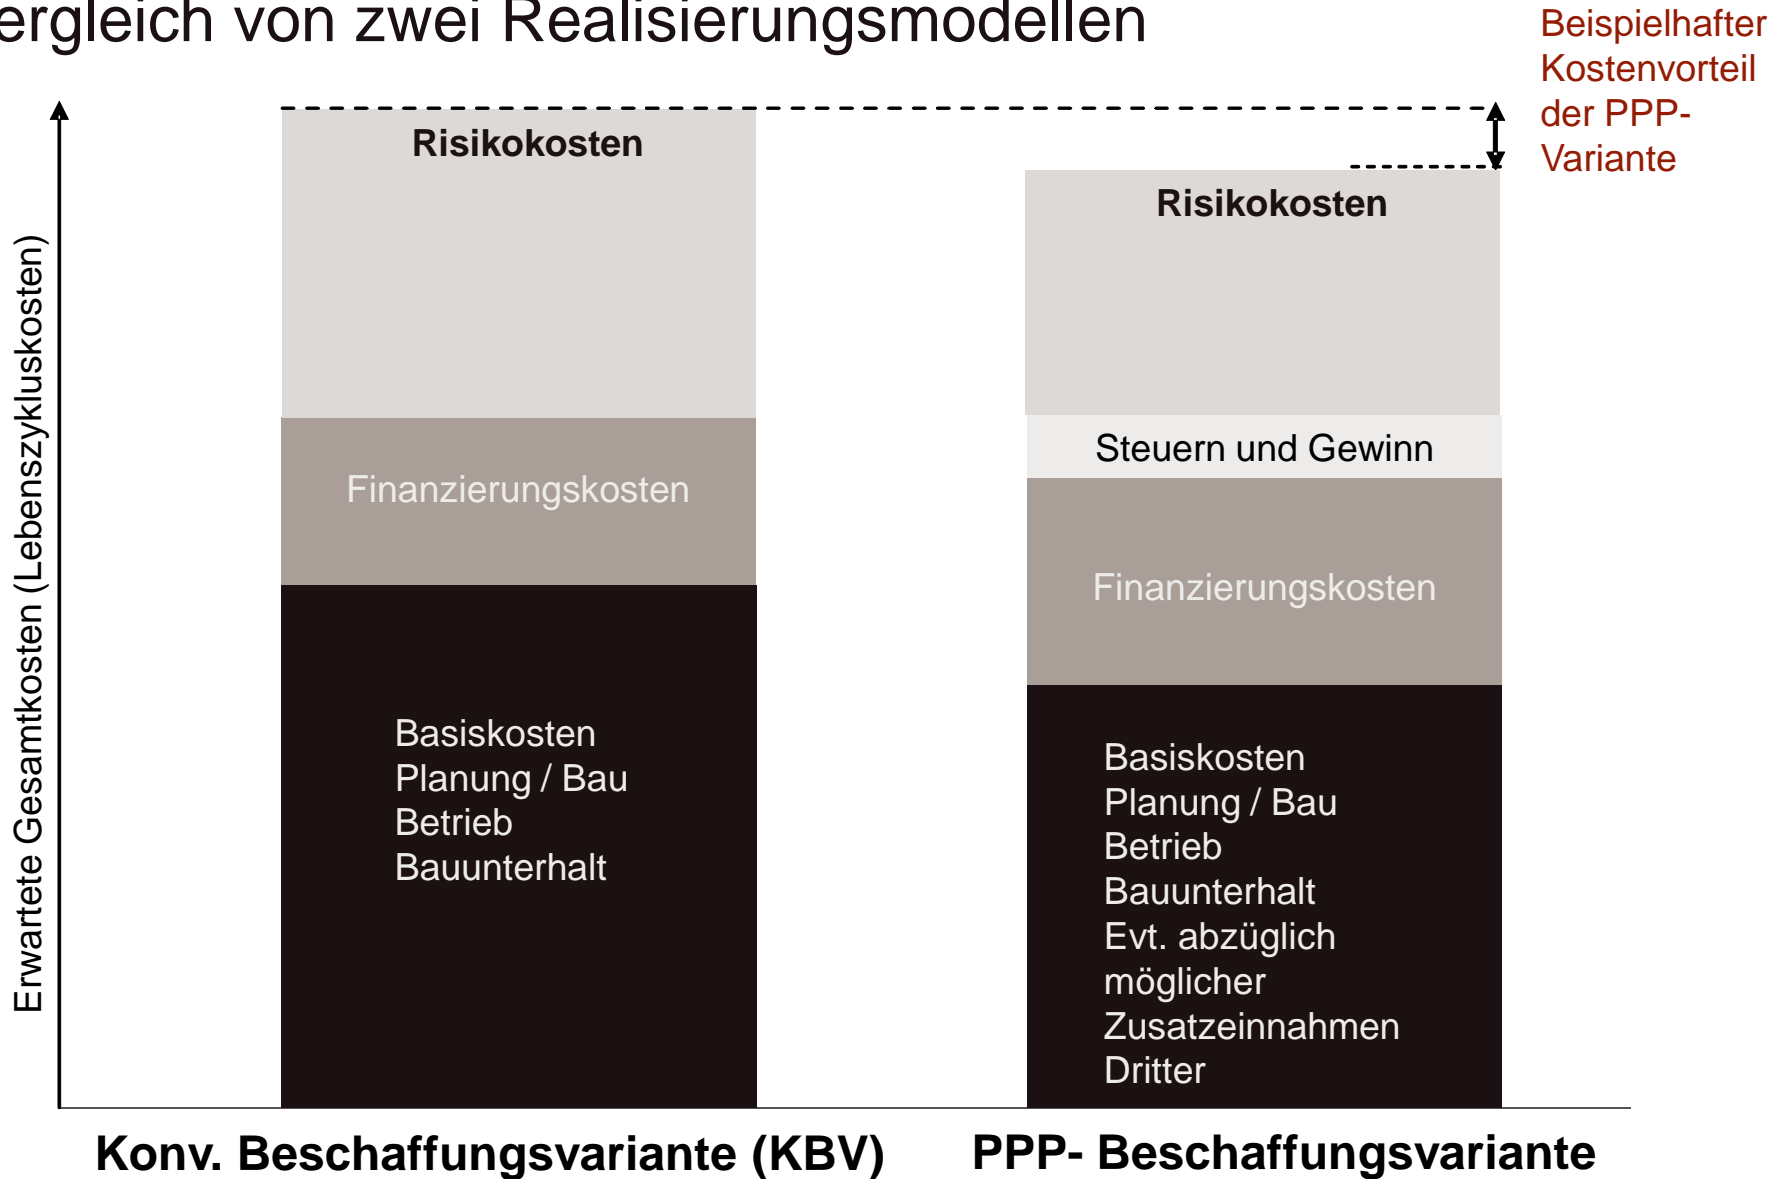 ergleich von zwei Realisierungsmodellen
Beispielhafter
Kostenvorteil
der PPP-
Variante
Erwartete Gesamtkosten (Lebenszykluskosten)
Risikokosten
Finanzierungskosten
Basiskosten
Planung / Bau
Betrieb
Bauunterhalt
Risikokosten
Steuern und Gewinn
Finanzierungskosten
Basiskosten
Planung / Bau
Betrieb
Bauunterhalt
Evt. abzüglich
möglicher
Zusatzeinnahmen
Dritter
Konv. Beschaffungsvariante (KBV)
PPP- Beschaffungsvariante